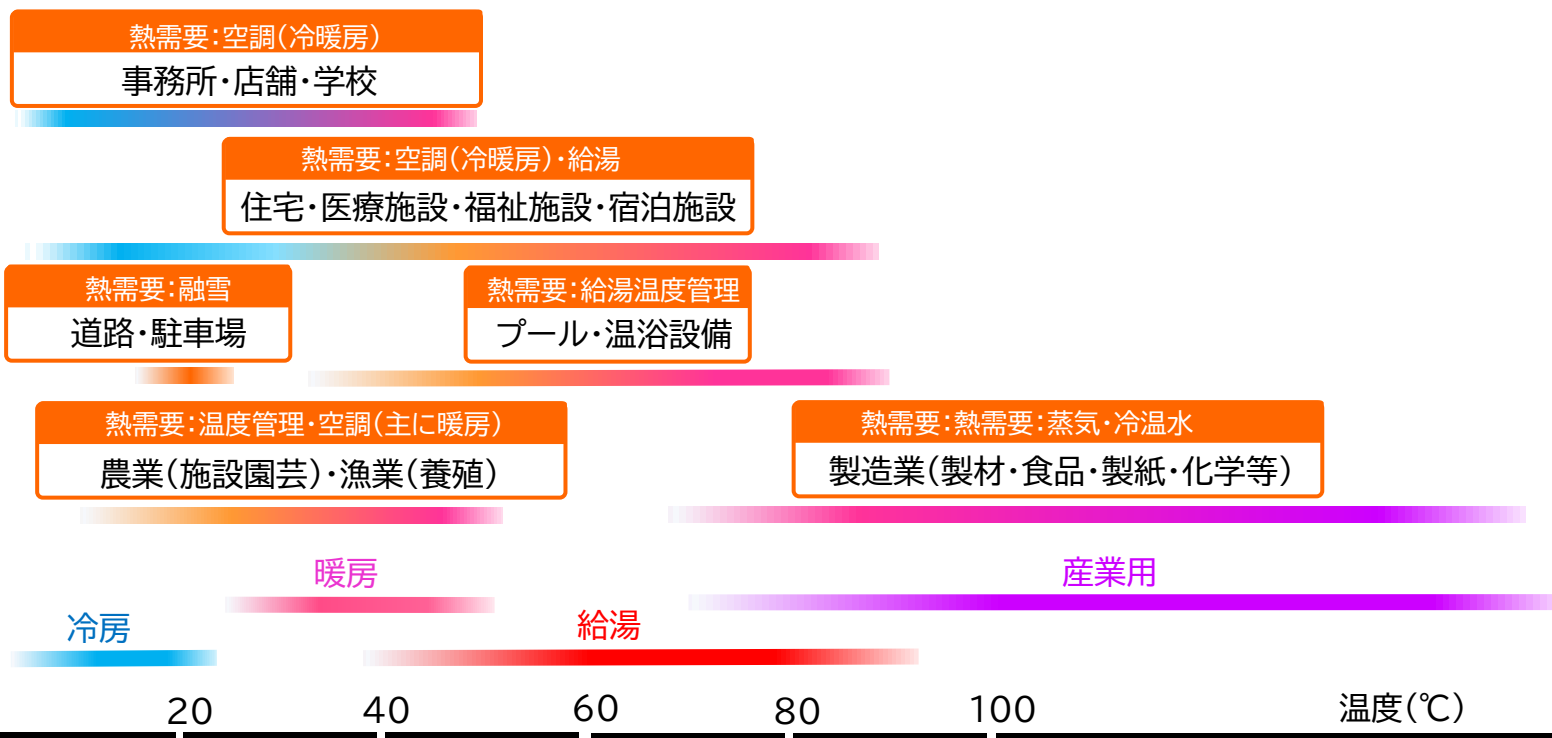 熱需要：空調（冷暖房）
事務所・店舗・学校
熱需要：空調（冷暖房）・給湯
住宅・医療施設・福祉施設・宿泊施設
熱需要：融雪
道路・駐車場
熱需要：給湯温度管理
プール・温浴設備
熱需要：温度管理・空調（主に暖房）
農業（施設園芸）・漁業（養殖）
熱需要：熱需要：蒸気・冷温水
製造業（製材・食品・製紙・化学等）
暖房
産業用
冷房
給湯
20 40 60 80 100 温度（℃）